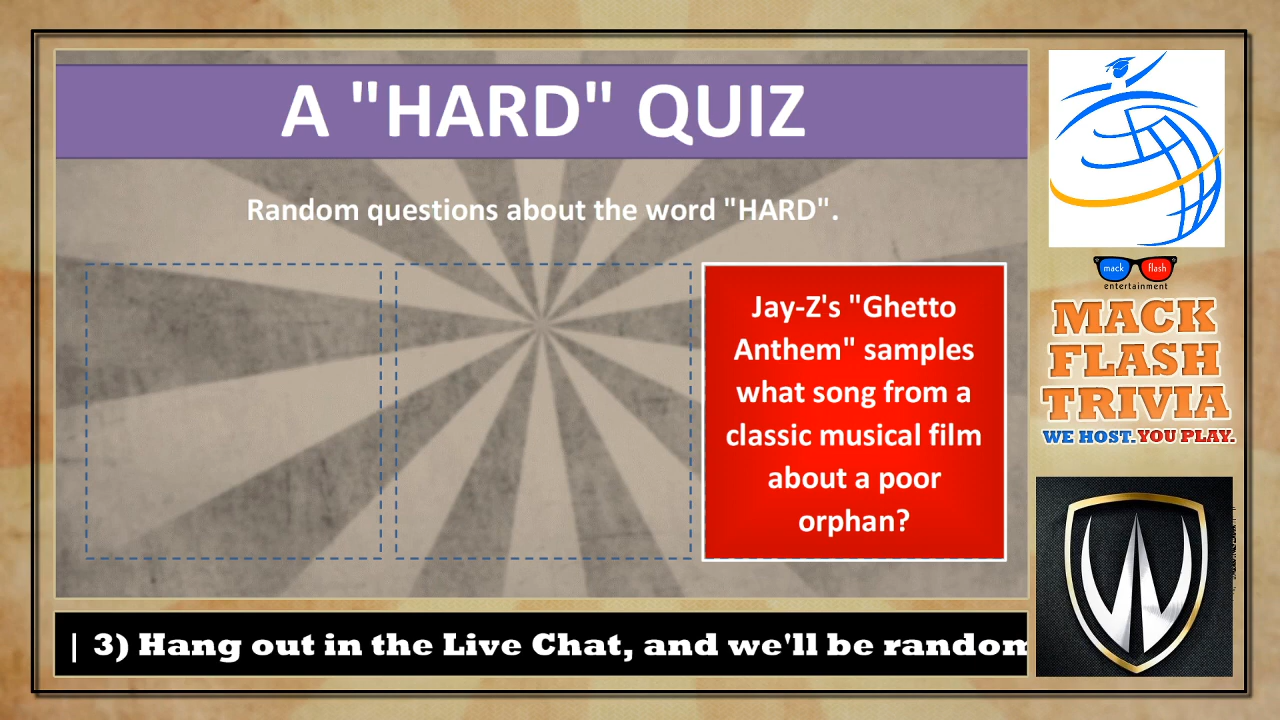 A "HARD" QUIZ
Random questions about the word "HARD".
Jay-Z's "Ghetto
Anthem" samples
what song from a
classic musical film
about a poor
orphan?
mack flash
entertainment
MACK
FLASH
TRIVIA
WE HOST. YOU PLAY.
| 3) Hang out in the Live Chat, and we'll be random